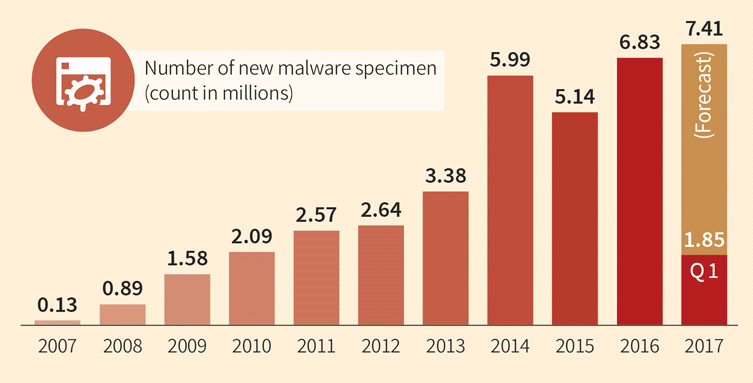 Number of new malware specimen
(count in millions)
0.13
0.89
1.58
2.09
2.57
2.64
3.38
5.99
5.14
6.83
7.41
(Forecast)
1.85
Q1
2007 2008 2009 2010 2011 2012 2013 2014 2015 2016 2017